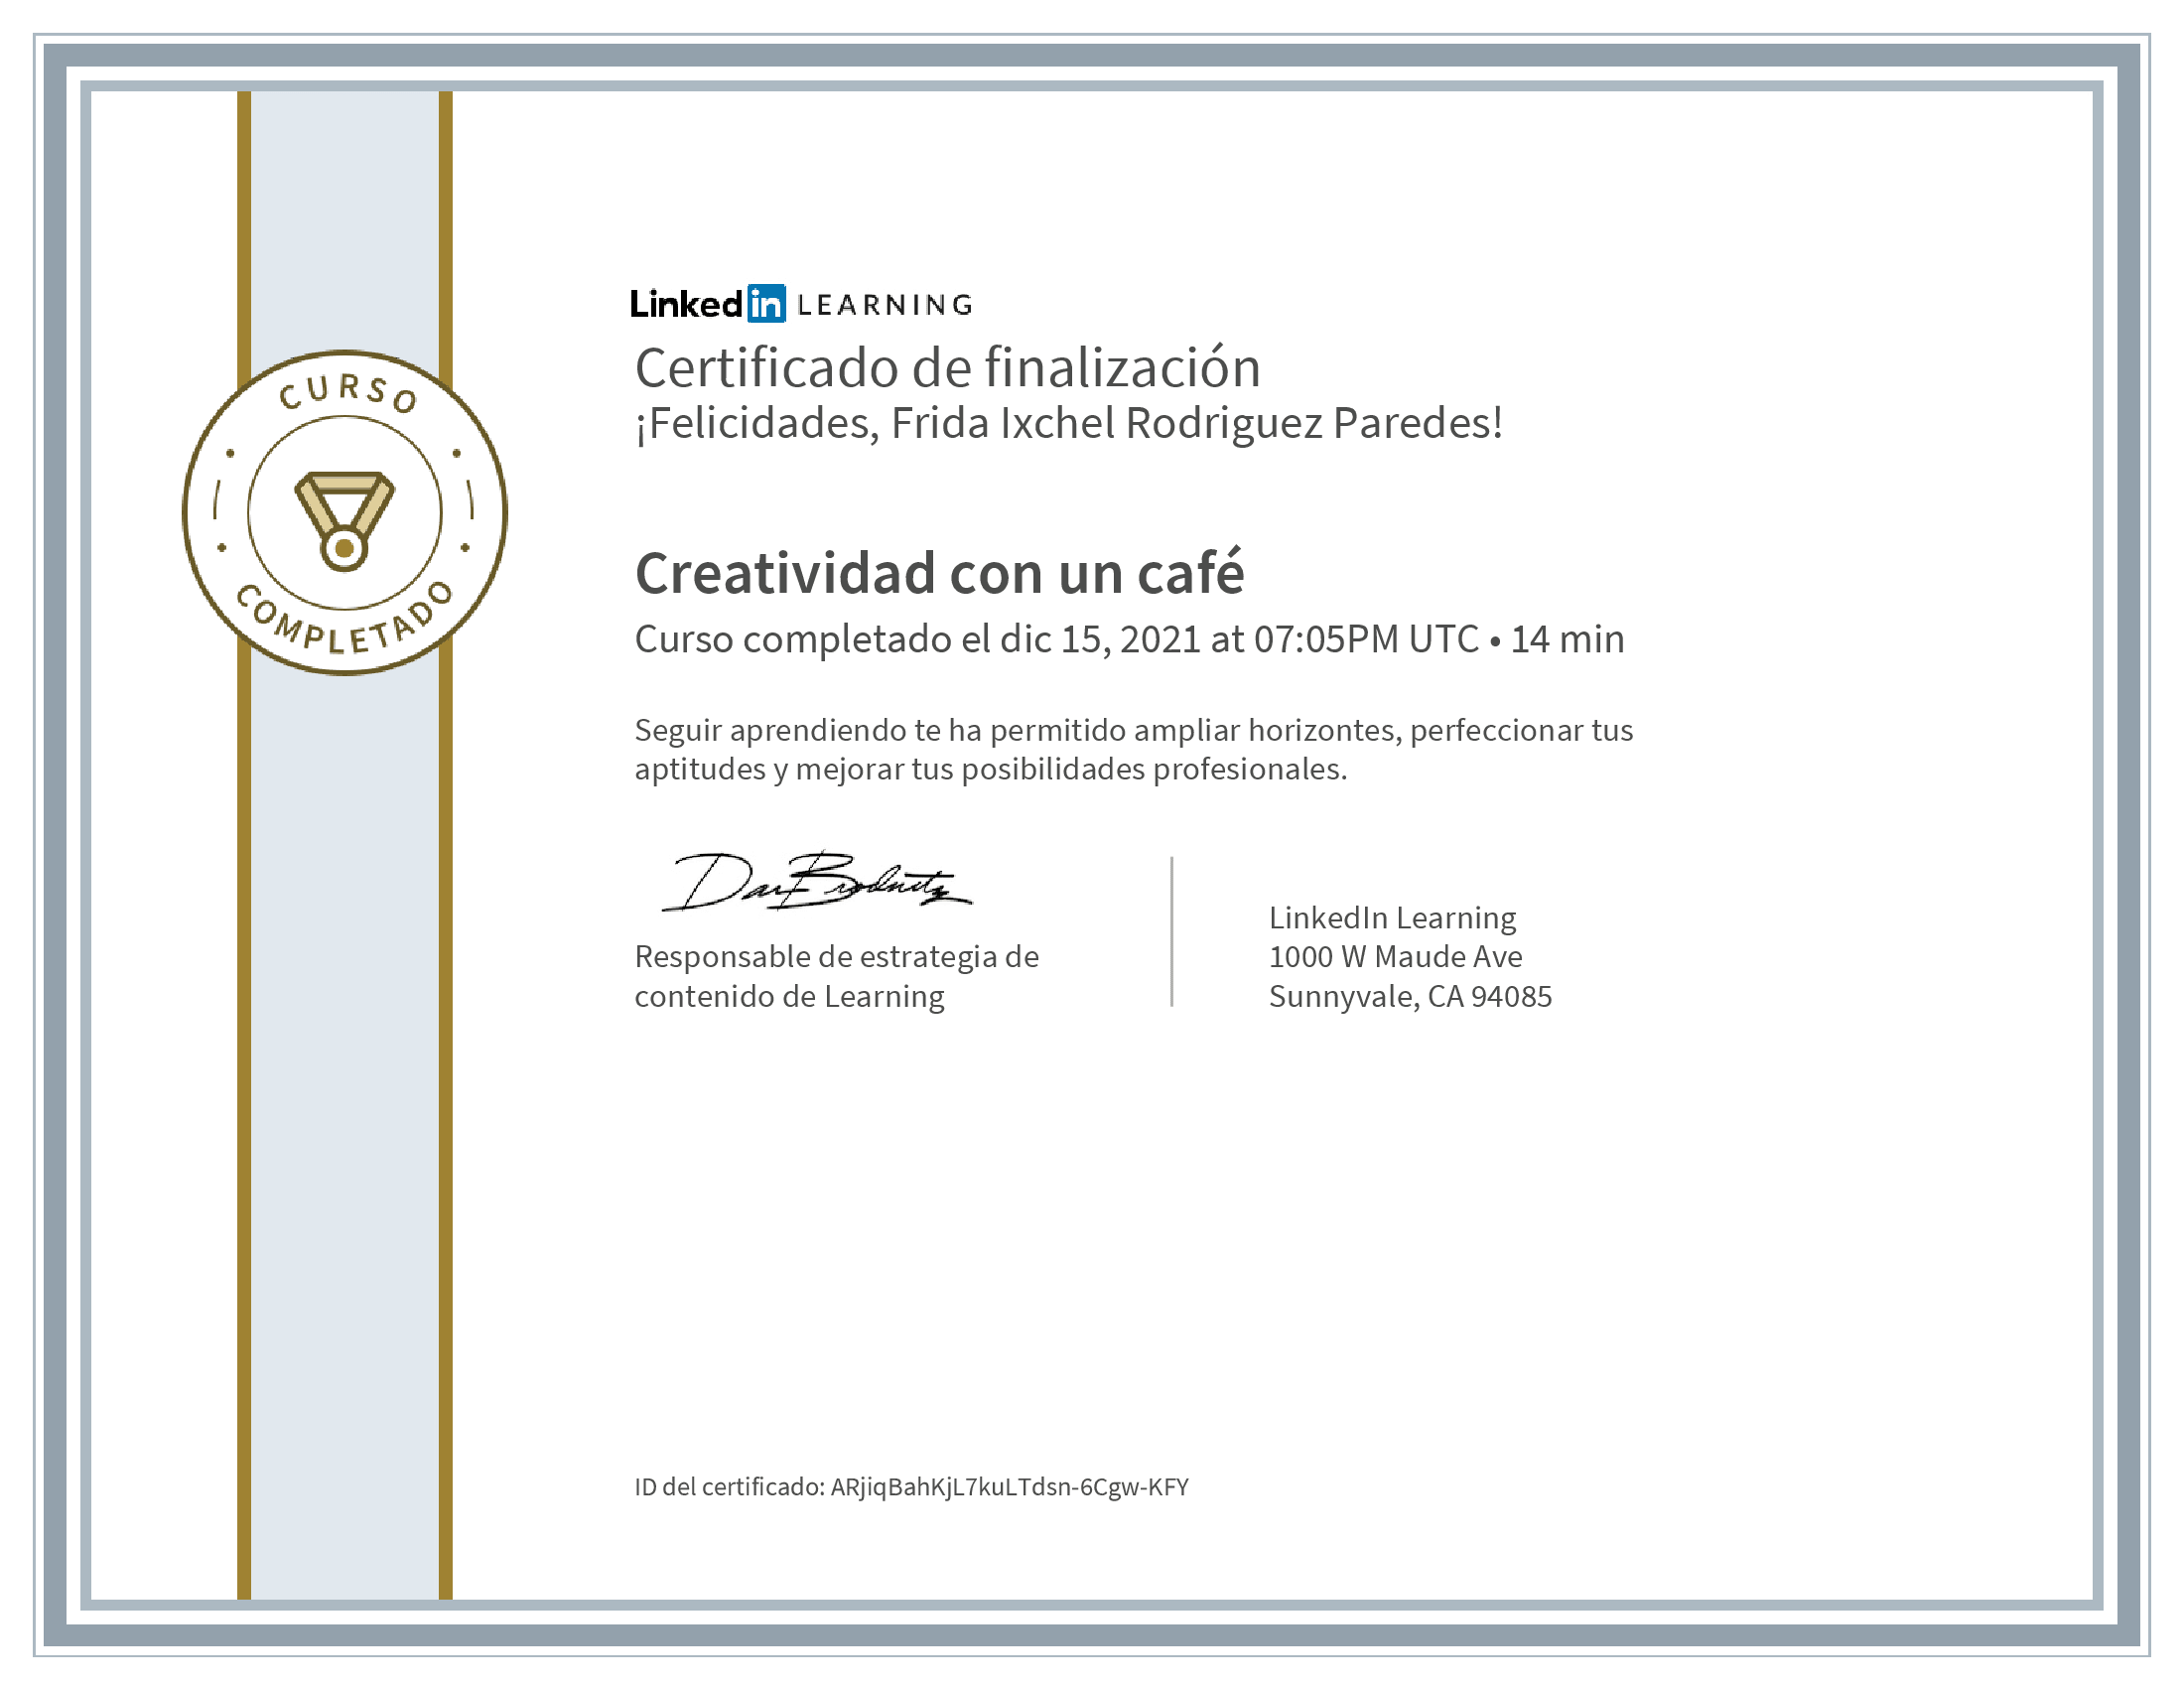 CURSO
COMPLETADO
Linked in LEARNING
Certificado de finalización
¡Felicidades, Frida Ixchel Rodriguez Paredes!
Creatividad con un café
Curso completado el dic 15, 2021 at 07:05PM UTC • 14 min
Seguir aprendiendo te ha permitido ampliar horizontes, perfeccionar tus
aptitudes y mejorar tus posibilidades profesionales.
Dan Brodnitz
Responsable de estrategia de
contenido de Learning
LinkedIn Learning
1000 W Maude Ave
Sunnyvale, CA 94085
ID del certificado: ARjiqBahKjL7kuLTdsn-6Cgw-KFY